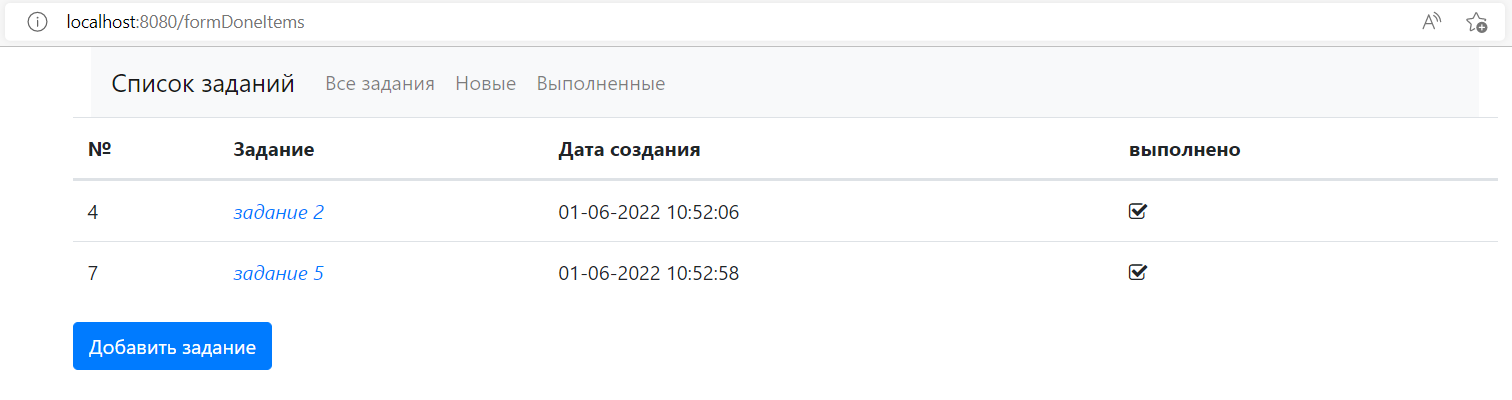 localhost:8080/formDoneItems
Список заданий Все задания Новые Выполненные
№ Задание Дата создания выполнено
4 задание 2 01-06-2022 10:52:06
7 задание 5 01-06-2022 10:52:58
Добавить задание